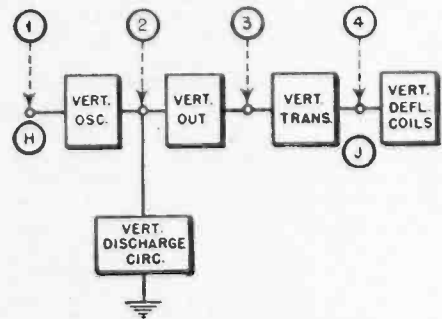 1
2
3
4
VERT.
OSC.
VERT.
OUT
VERT.
TRANS.
VERT.
DEFL.
COILS
H
J
VERT.
DISCHARGE
CIRC.